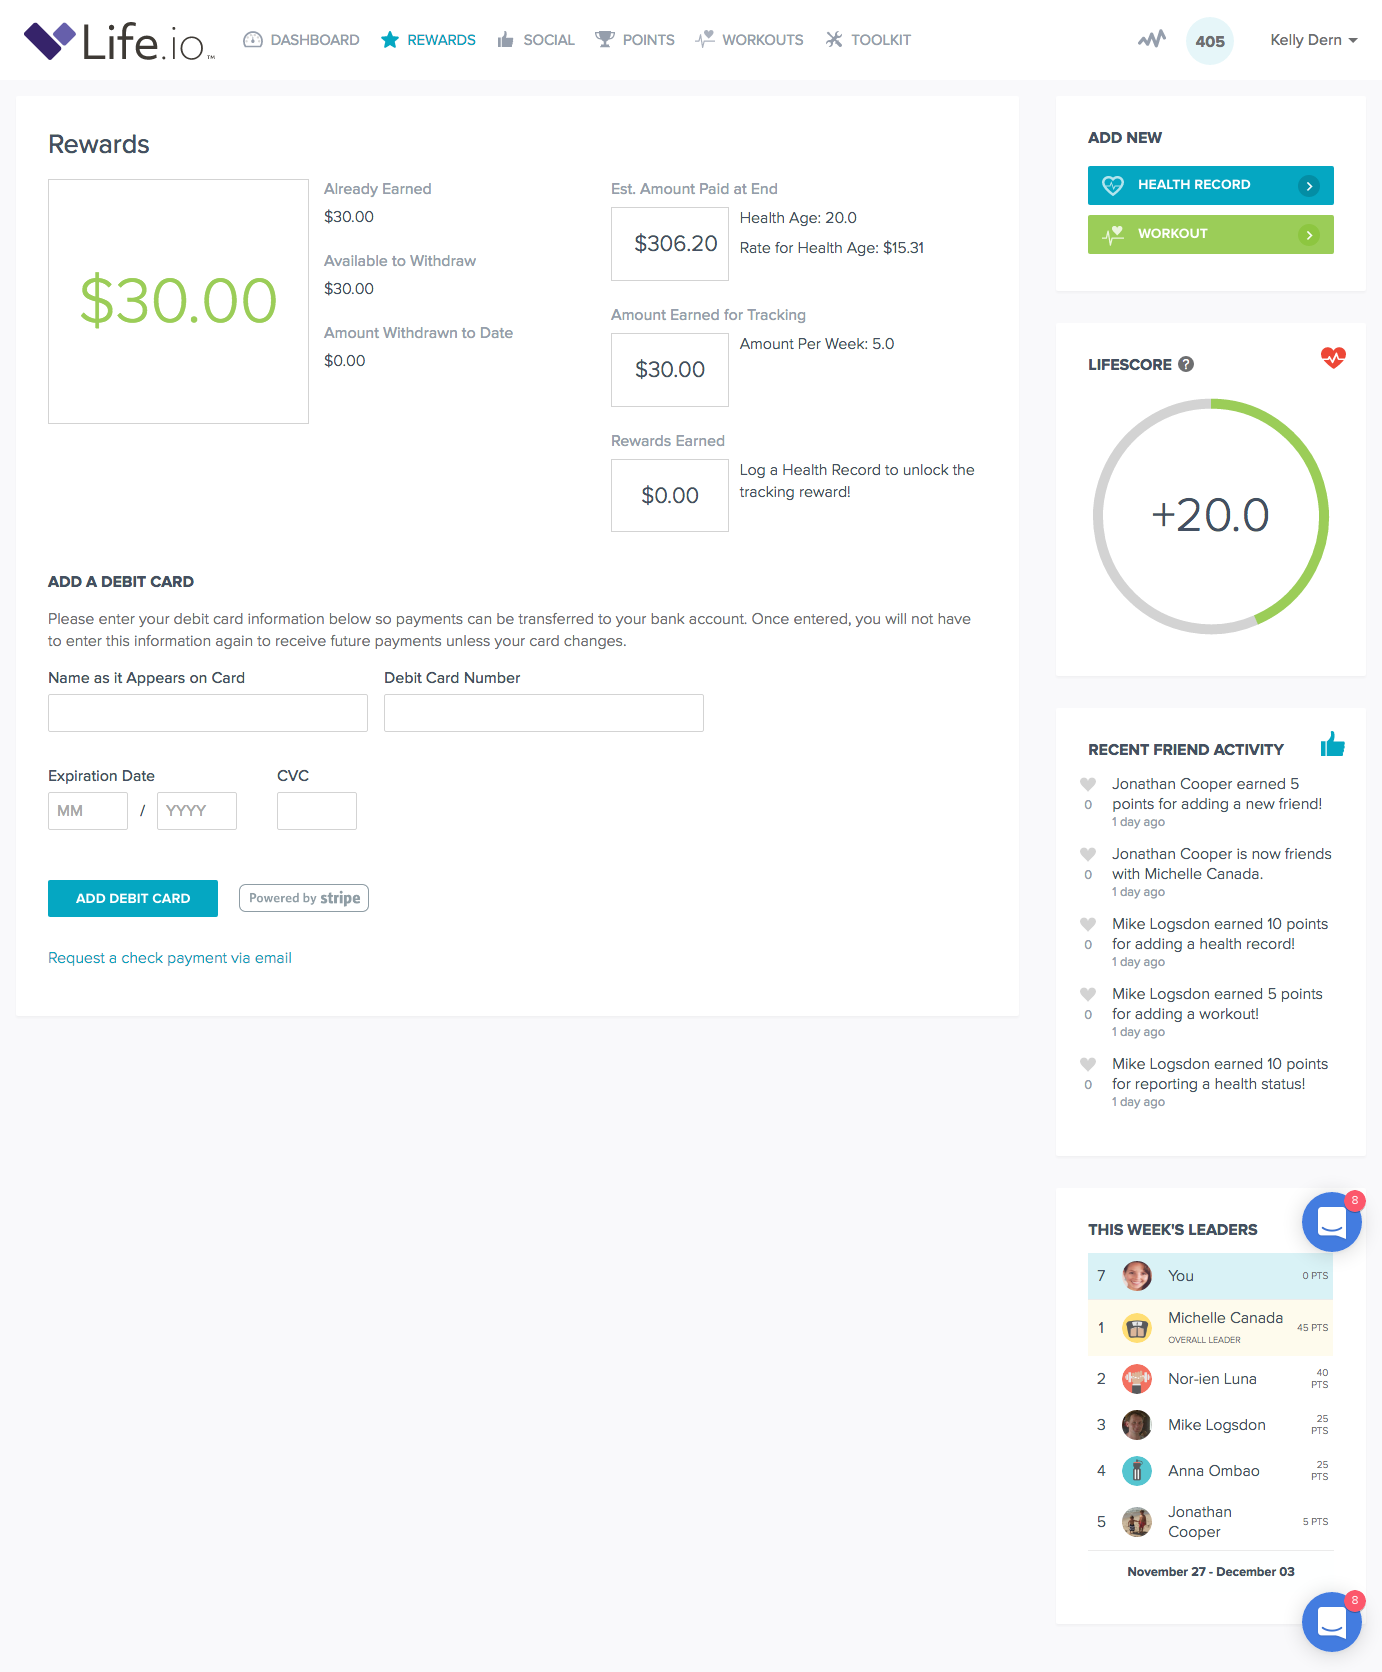 Life.io™
DASHBOARD
REWARDS
SOCIAL
POINTS
WORKOUTS
TOOLKIT
405
Kelly Dern
Rewards
$30.00
Already Earned
$30.00
Available to Withdraw
$30.00
Amount Withdrawn to Date
$0.00
Est. Amount Paid at End
$306.20
Health Age: 20.0
Rate for Health Age: $15.31
Amount Earned for Tracking
$30.00
Amount Per Week: 5.0
Rewards Earned
$0.00
Log a Health Record to unlock the
tracking reward!
ADD A DEBIT CARD
Please enter your debit card information below so payments can be transferred to your bank account. Once entered, you will not have
to enter this information again to receive future payments unless your card changes.
Name as it Appears on Card
Debit Card Number
Expiration Date
CVC
MM / YYYY
ADD DEBIT CARD
Powered by stripe
Request a check payment via email
ADD NEW
HEALTH RECORD
WORKOUT
LIFESCORE ?
+20.0
RECENT FRIEND ACTIVITY
Jonathan Cooper earned 5
0 points for adding a new friend!
1 day ago
Jonathan Cooper is now friends
0 with Michelle Canada.
1 day ago
Mike Logsdon earned 10 points
0 for adding a health record!
1 day ago
Mike Logsdon earned 5 points
0 for adding a workout!
1 day ago
Mike Logsdon earned 10 points
0 for reporting a health status!
1 day ago
8
THIS WEEK'S LEADERS
7 You 0 PTS
1 Michelle Canada 45 PTS
OVERALL LEADER
2 Nor-ien Luna 40 PTS
3 Mike Logsdon 25 PTS
4 Anna Ombao 25 PTS
5 Jonathan Cooper 5 PTS
November 27 - December 03
8